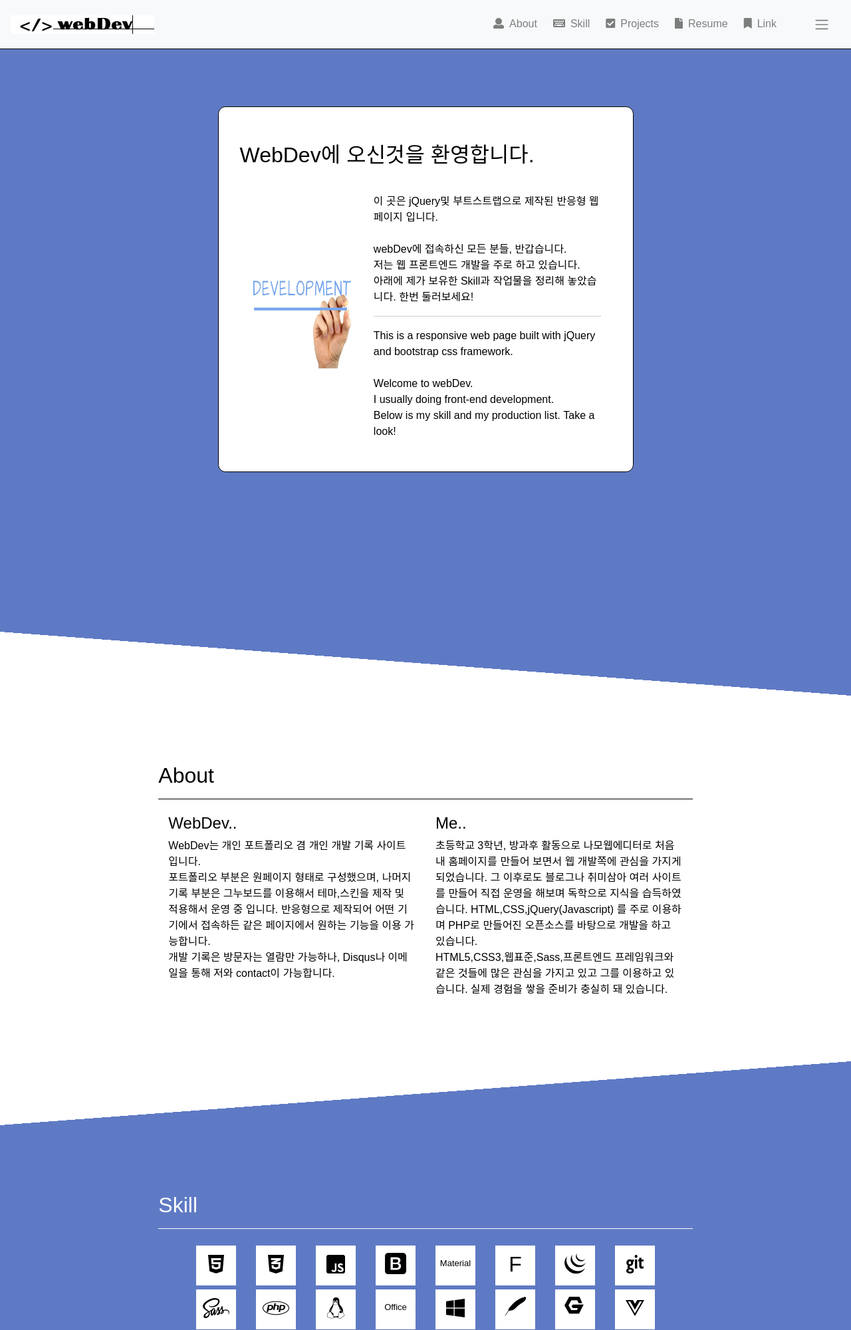 </> webDev
About Skill Projects Resume Link
WebDev에 오신것을 환영합니다.
이 곳은 jQuery및 부트스트랩으로 제작된 반응형 웹
페이지 입니다.
webDev에 접속하신 모든 분들, 반갑습니다.
저는 웹 프론트엔드 개발을 주로 하고 있습니다.
아래에 제가 보유한 Skill과 작업물을 정리해 놓았습
니다. 한번 둘러보세요!
DEVELOPMENT
This is a responsive web page built with jQuery
and bootstrap css framework.
Welcome to webDev.
I usually doing front-end development.
Below is my skill and my production list. Take a
look!
About
WebDev..
WebDev는 개인 포트폴리오 겸 개인 개발 기록 사이트
입니다.
포트폴리오 부분은 원페이지 형태로 구성했으며, 나머지
기록 부분은 그누보드를 이용해서 테마,스킨을 제작 및
적용해서 운영 중 입니다. 반응형으로 제작되어 어떤 기
기에서 접속하든 같은 페이지에서 원하는 기능을 이용 가
능합니다.
개발 기록은 방문자는 열람만 가능하나, Disqus나 이메
일을 통해 저와 contact이 가능합니다.
Me..
초등학교 3학년, 방과후 활동으로 나모웹에디터로 처음
내 홈페이지를 만들어 보면서 웹 개발쪽에 관심을 가지게
되었습니다. 그 이후로도 블로그나 취미삼아 여러 사이트
를 만들어 직접 운영을 해보며 독학으로 지식을 습득하였
습니다. HTML,CSS,jQuery(Javascript) 를 주로 이용하
며 PHP로 만들어진 오픈소스를 바탕으로 개발을 하고
있습니다.
HTML5,CSS3,웹표준,Sass,프론트엔드 프레임워크와
같은 것들에 많은 관심을 가지고 있고 그를 이용하고 있
습니다. 실제 경험을 쌓을 준비가 충실히 돼 있습니다.
Skill
5 3 JS B Material F git
Sass php Office G V